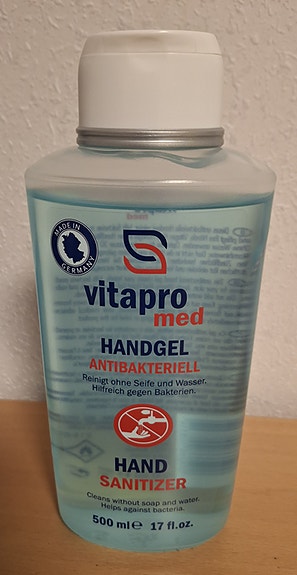 MADE IN
GERMANY
vitapro
med
HANDGEL
ANTIBAKTERIELL
Reinigt ohne Seife und Wasser.
Hilfreich gegen Bakterien.
HAND
SANITIZER
Cleans without soap and water.
Helps against bacteria.
500 ml ℮ 17 fl.oz.